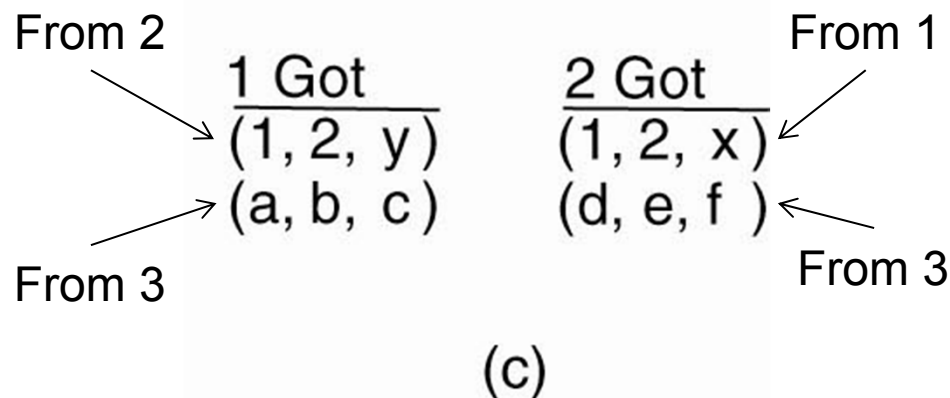 From 2
From 1
1 Got
2 Got
(1, 2, y)
(1, 2, x)
(a, b, c)
(d, e, f )
From 3
From 3
(c)